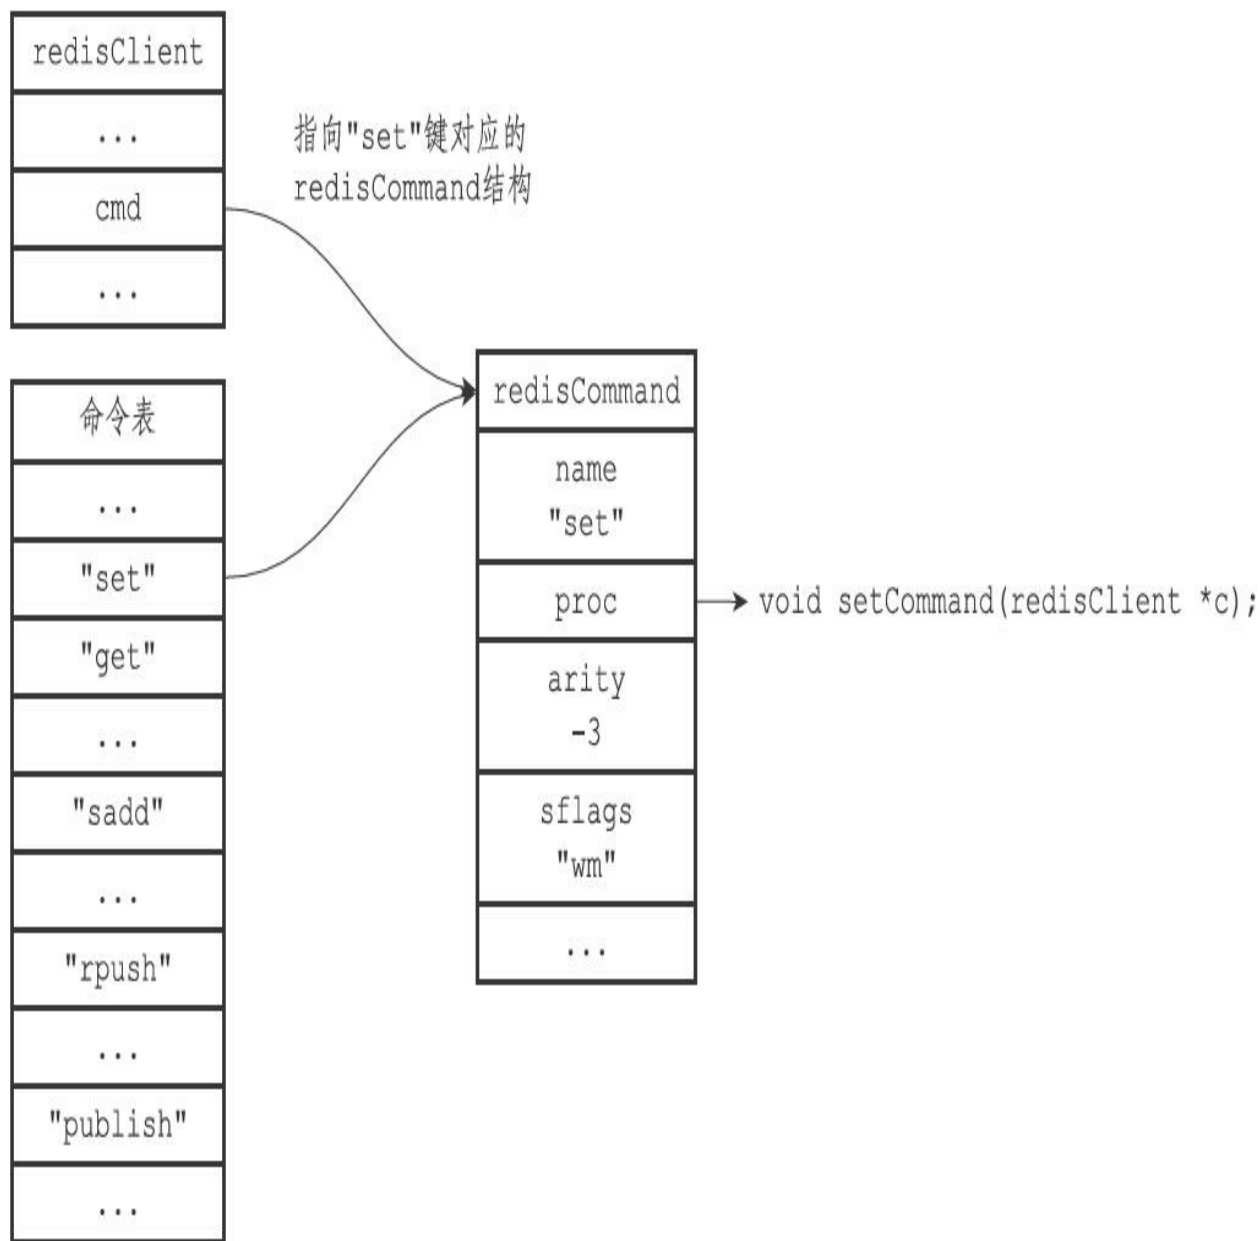 redisClient
...
cmd
...
指向"set"键对应的
redisCommand结构
命令表
...
"set"
"get"
...
"sadd"
...
"rpush"
...
"publish"
...
redisCommand
name
"set"
proc
arity
-3
sflags
"wm"
...
void setCommand(redisClient *c);